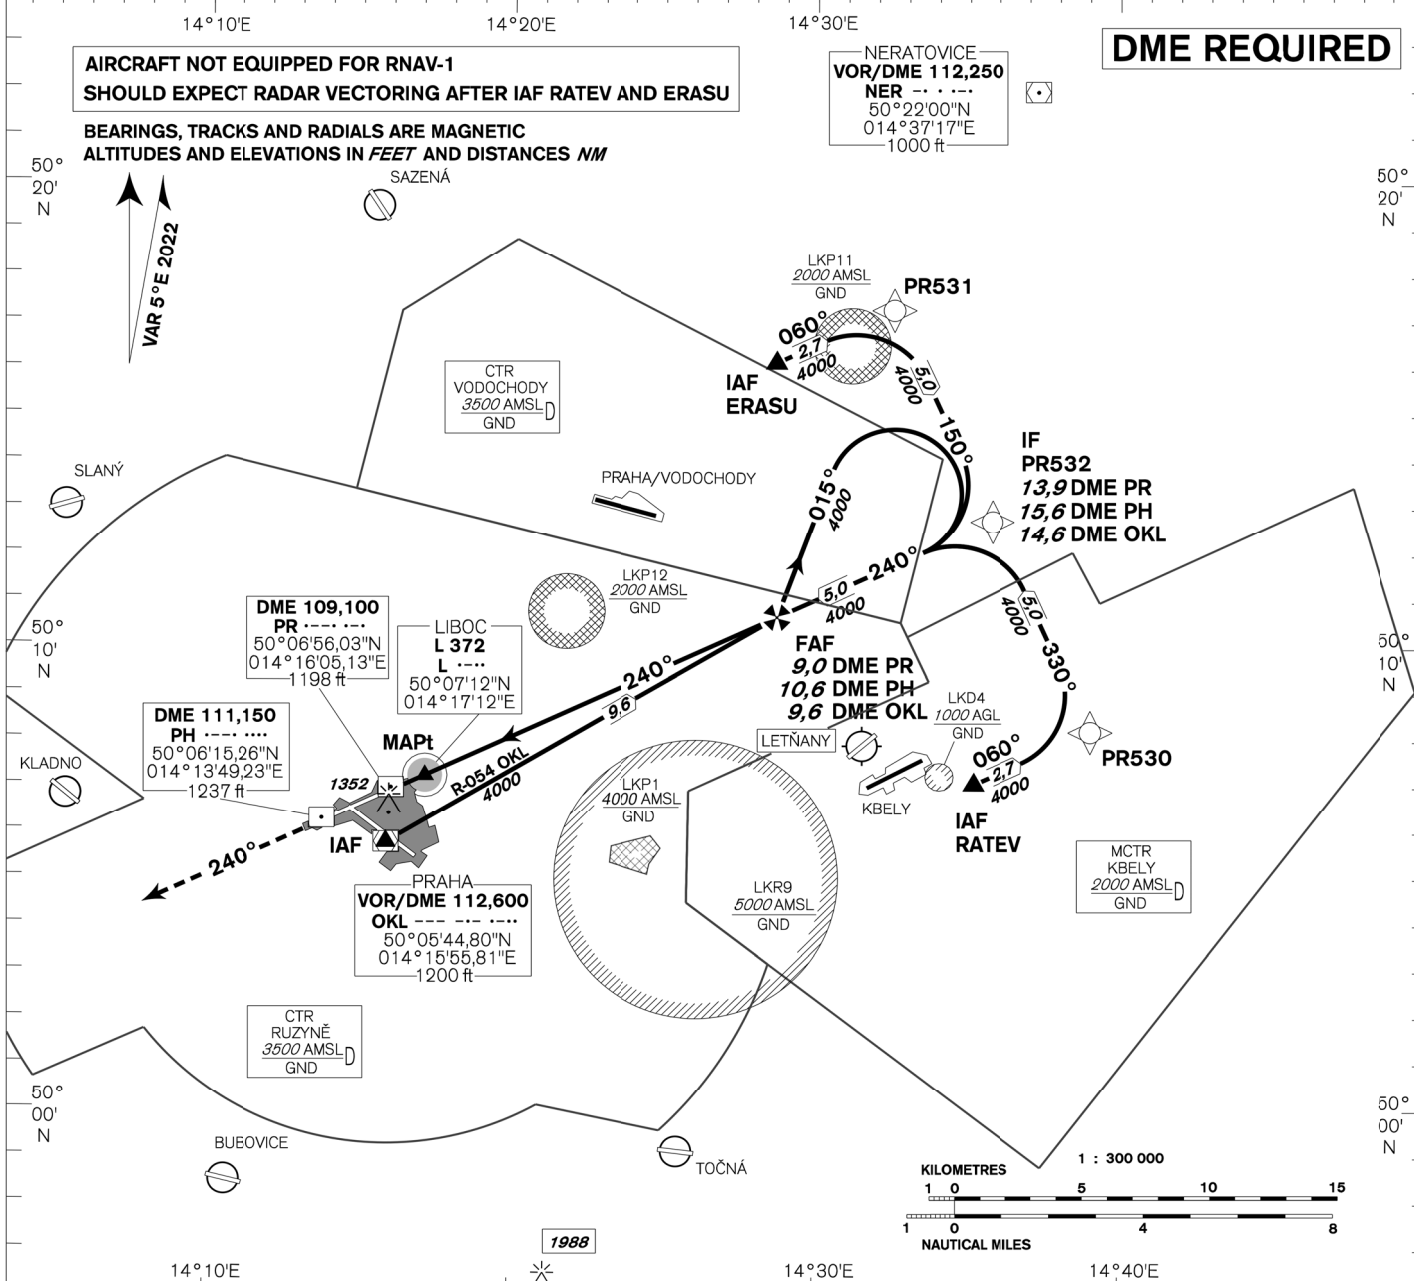 14°10'E
14°20'E
14°30'E
AIRCRAFT NOT EQUIPPED FOR RNAV-1
SHOULD EXPECT RADAR VECTORING AFTER IAF RATEV AND ERASU
BEARINGS, TRACKS AND RADIALS ARE MAGNETIC
ALTITUDES AND ELEVATIONS IN FEET AND DISTANCES NM
NERATOVICE
VOR/DME 112,250
NER -· · ·-·
50°22'00"N
014°37'17"E
1000 ft
DME REQUIRED
50°
20'
N
50°
20'
N
VAR 5°E 2022
SAZENÁ
LKP11
2000 AMSL
GND
PR531
060°
2,7
4000
IAF
ERASU
5,0
4000
150°
CTR
VODOCHODY
3500 AMSL
GND
D
IF
PR532
13,9 DME PR
15,6 DME PH
14,6 DME OKL
SLANÝ
PRAHA/VODOCHODY
015°
4000
240°
5,0
4000
LKP12
2000 AMSL
GND
DME 109,100
PR ·--· ·-·
50°06'56,03"N
014°16'05,13"E
1198 ft
LIBOC
L 372
L ·-··
50°07'12"N
014°17'12"E
50°
10'
N
50°
10'
N
5,0
4000
330°
FAF
9,0 DME PR
10,6 DME PH
9,6 DME OKL
240°
9,6
R-054 OKL
4000
DME 111,150
PH ·--· ····
50°06'15,26"N
014°13'49,23"E
1237 ft
LKD4
1000 AGL
GND
LETŇANY
KBELY
060°
2,7
4000
IAF
RATEV
PR530
KLADNO
MAPt
1352
IAF
240°
LKP1
4000 AMSL
GND
LKR9
5000 AMSL
GND
MCTR
KBELY
2000 AMSL
GND
D
PRAHA
VOR/DME 112,600
OKL --- -·- ·-··
50°05'44,80"N
014°15'55,81"E
1200 ft
CTR
RUZYNĚ
3500 AMSL
GND
D
50°
00'
N
50°
00'
N
BUBOVICE
TOČNÁ
1 : 300 000
KILOMETRES
1 0 5 10 15
1 0 4 8
NAUTICAL MILES
1988
14°10'E
14°30'E
14°40'E